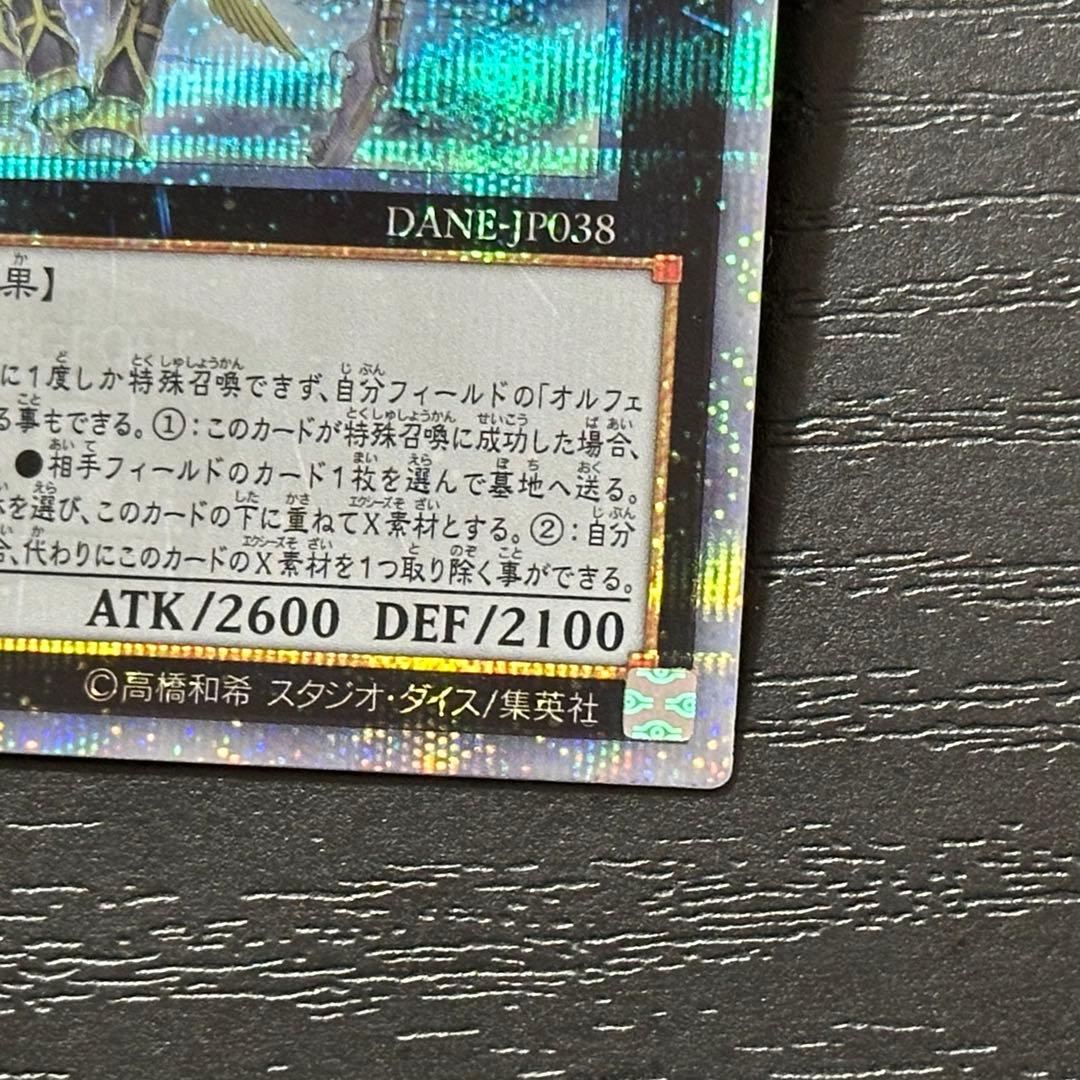 DANE-JP038
果】
に1度しか特殊召喚できず、自分フィールドの「オルフェ
る事もできる。①：このカードが特殊召喚に成功した場合、
●相手フィールドのカード1枚を選んで墓地へ送る。
を選び、このカードの下に重ねてX素材とする。②：自分
合、代わりにこのカードのX素材を1つ取り除く事ができる。
ATK/2600 DEF/2100
©高橋和希 スタジオ・ダイス/集英社